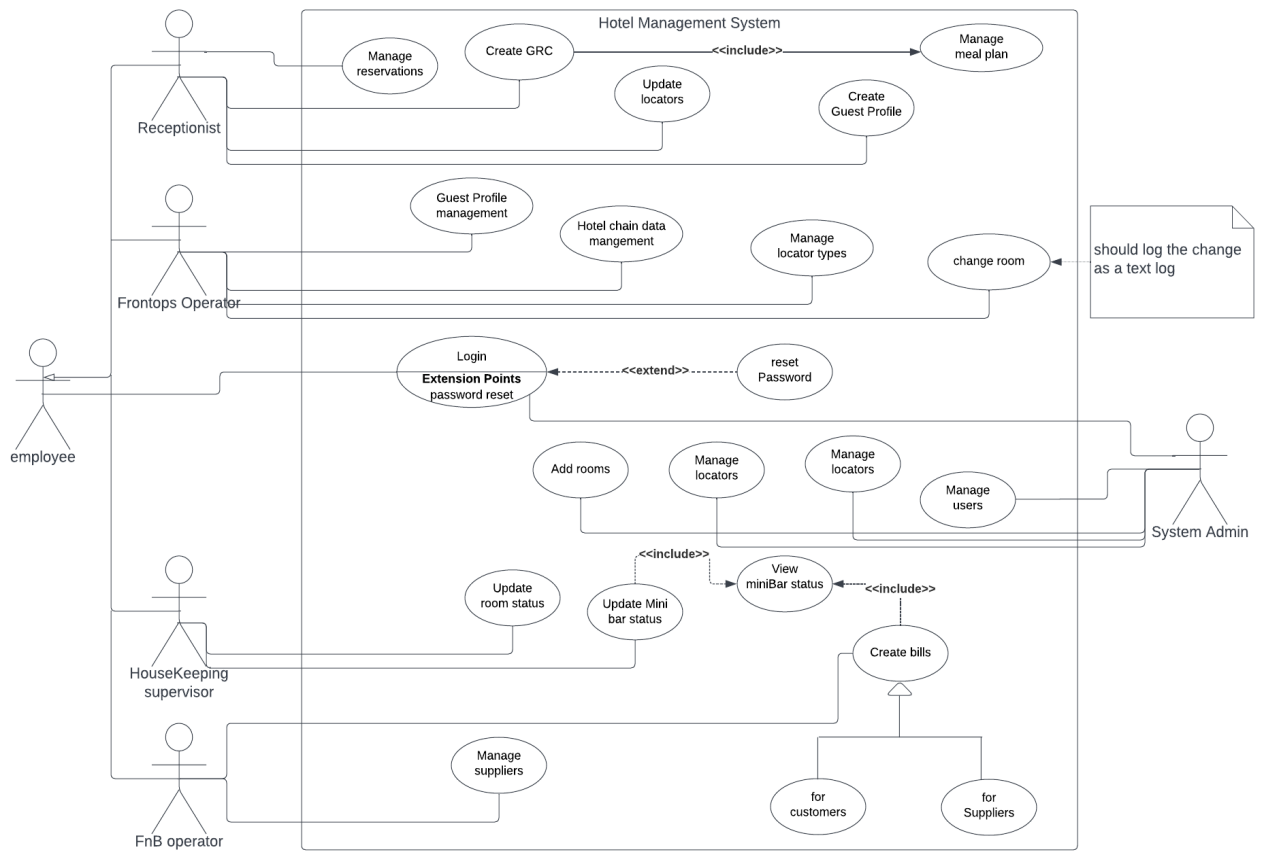 Hotel Management System
Create GRC
<<include>>
Manage
meal plan
Manage
reservations
Update
locators
Create
Guest Profile
Receptionist
Guest Profile
management
Hotel chain data
mangement
Manage
locator types
change room
should log the change
as a text log
Frontops Operator
Login
Extension Points
password reset
<<extend>>
reset
Password
employee
Add rooms
Manage
locators
Manage
locators
Manage
users
System Admin
<<include>>
View
miniBar status
<<include>>
Update
room status
Update Mini
bar status
Create bills
HouseKeeping
supervisor
Manage
suppliers
for
customers
for
Suppliers
FnB operator